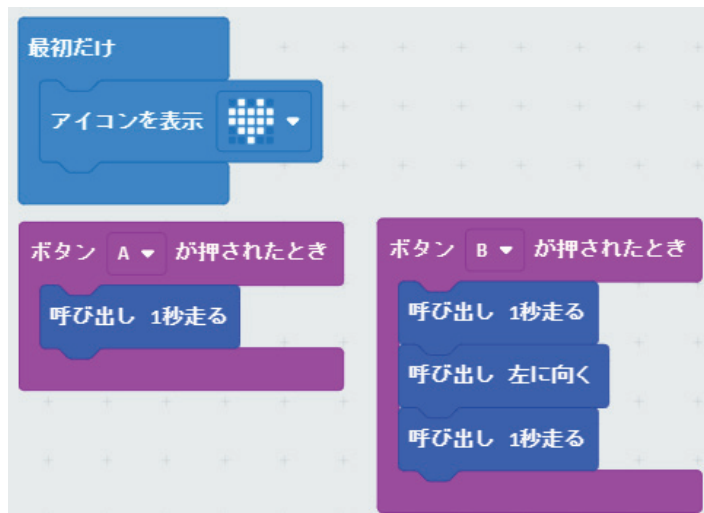 最初だけ
アイコンを表示
ボタン A が押されたとき
呼び出し 1秒走る
ボタン B が押されたとき
呼び出し 1秒走る
呼び出し 左に向く
呼び出し 1秒走る